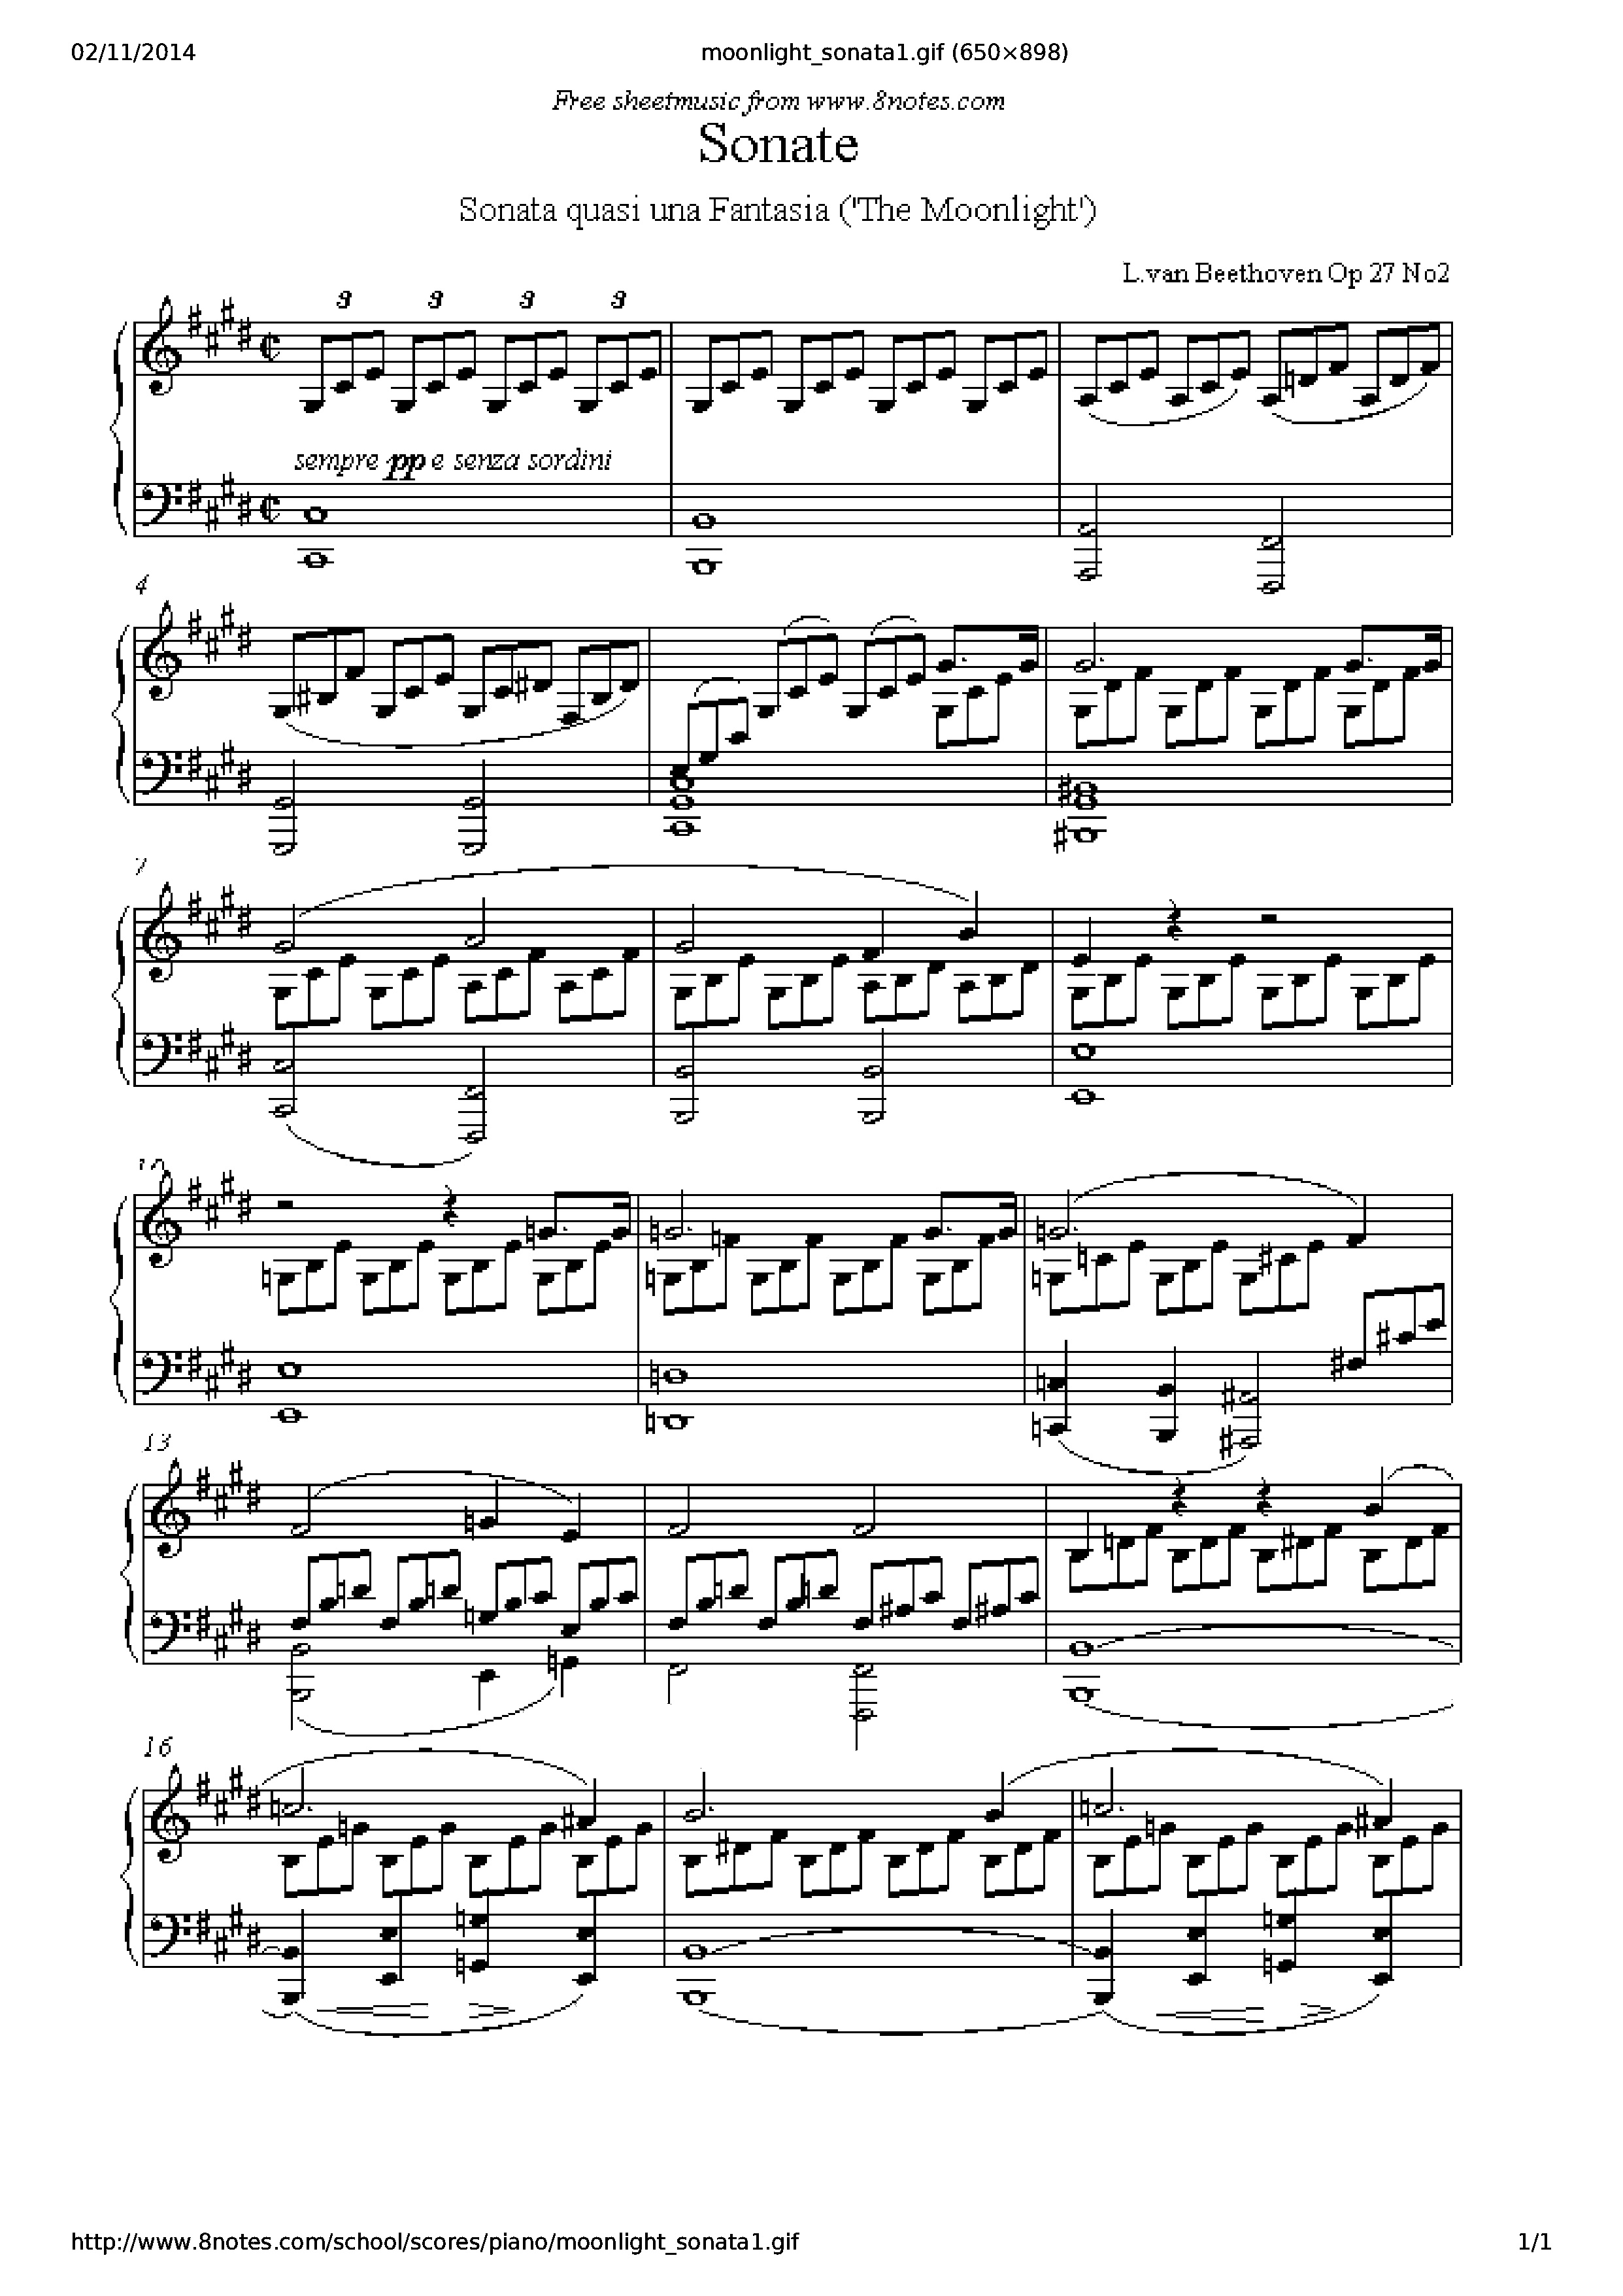 02/11/2014 moonlight_sonata1.gif (650×898)
Free sheetmusic from www.8notes.com
Sonate
Sonata quasi una Fantasia ('The Moonlight')
L.van Beethoven Op 27 No2
3 3 3 3
sempre pp e senza sordini
4
7
13
16
http://www.8notes.com/school/scores/piano/moonlight_sonata1.gif 1/1